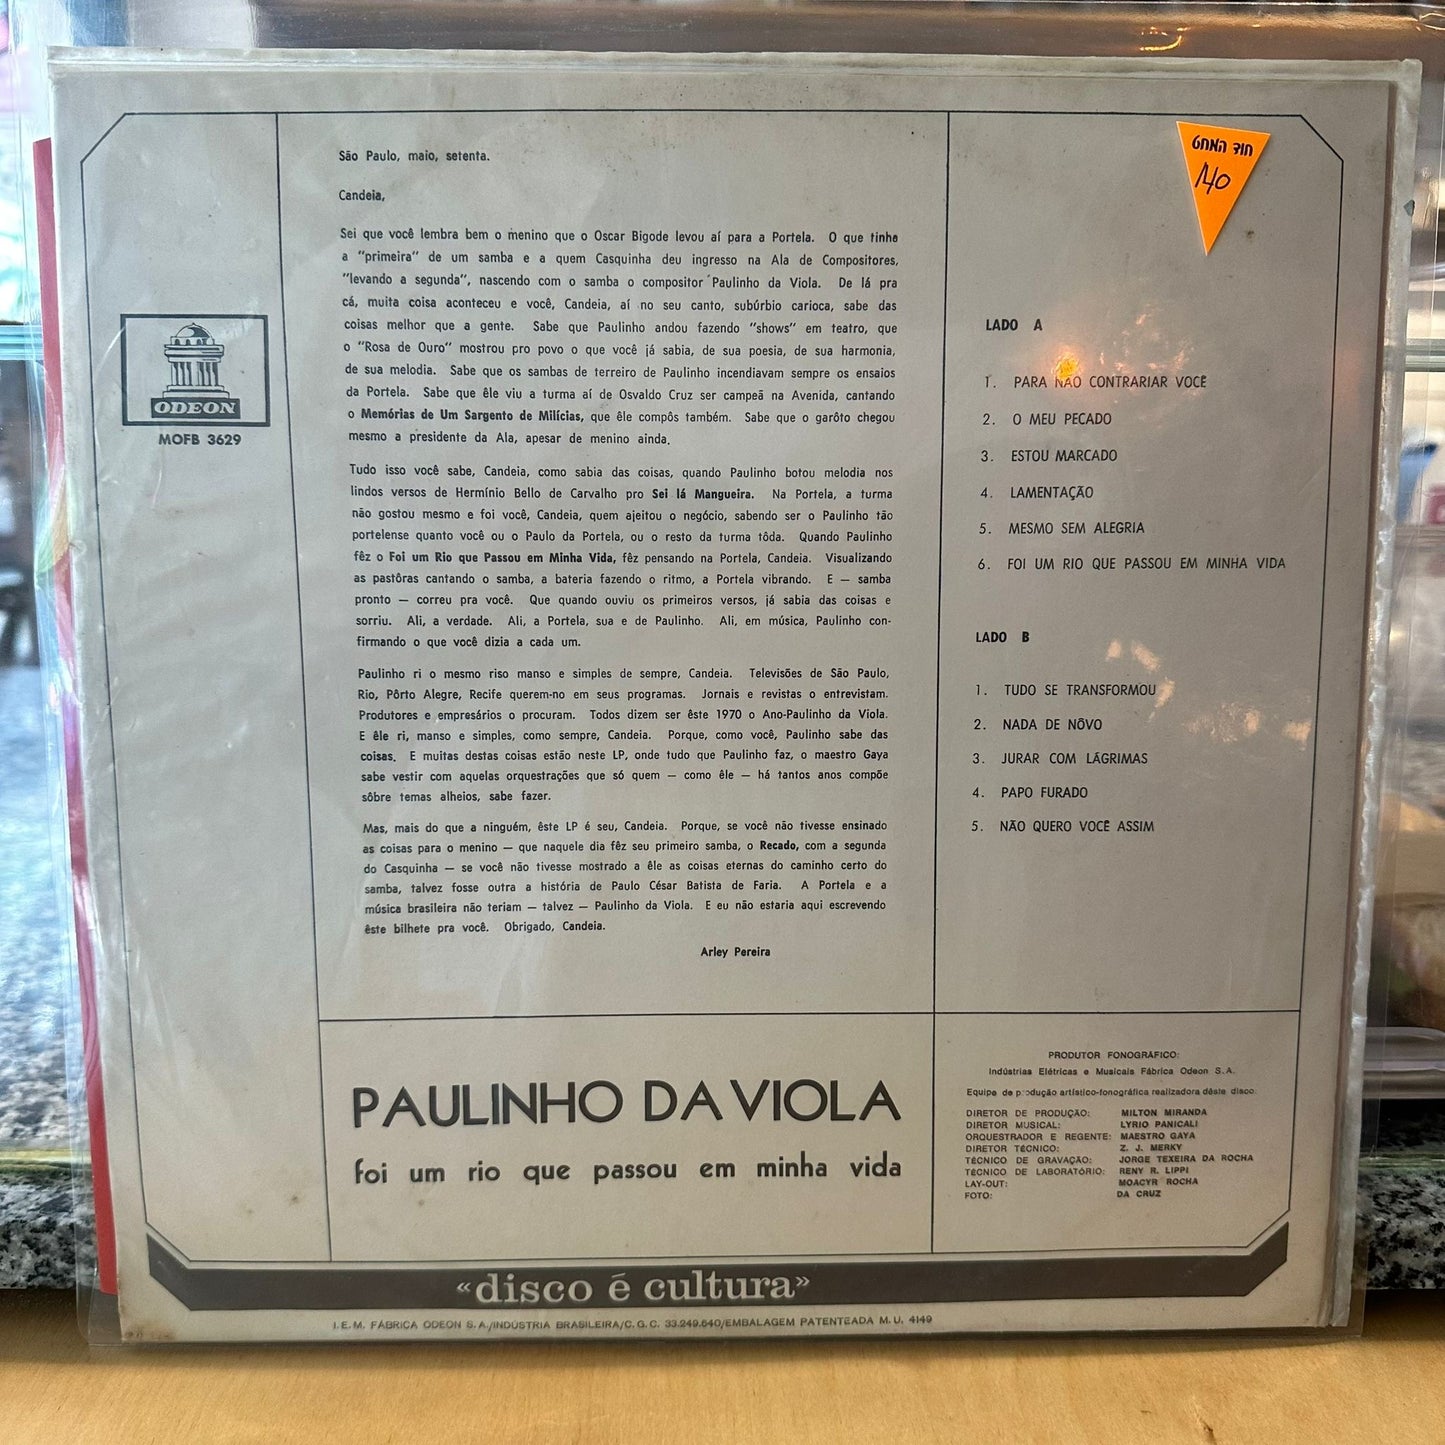 ODEON
MOFB 3629
São Paulo, maio, setenta.
Candeia,
Sei que você lembra bem o menino que o Oscar Bigode levou aí para a Portela. O que tinha
a "primeira" de um samba e a quem Casquinha deu ingresso na Ala de Compositores,
"levando a segunda", nascendo com o samba o compositor Paulinho da Viola. De lá pra
cá, muita coisa aconteceu e você, Candeia, aí no seu canto, subúrbio carioca, sabe das
coisas melhor que a gente. Sabe que Paulinho andou fazendo "shows" em teatro, que
o "Rosa de Ouro" mostrou pro povo o que você já sabia, de sua poesia, de sua harmonia,
de sua melodia. Sabe que os sambas de terreiro de Paulinho incendiavam sempre os ensaios
da Portela. Sabe que êle viu a turma aí de Osvaldo Cruz ser campeã na Avenida, cantando
o Memórias de Um Sargento de Milícias, que êle compôs também. Sabe que o garôto chegou
mesmo a presidente da Ala, apesar de menino ainda.
Tudo isso você sabe, Candeia, como sabia das coisas, quando Paulinho botou melodia nos
lindos versos de Hermínio Bello de Carvalho pro Sei lá Mangueira. Na Portela, a turma
não gostou mesmo e foi você, Candeia, quem ajeitou o negócio, sabendo ser o Paulinho tão
portelense quanto você ou o Paulo da Portela, ou o resto da turma tôda. Quando Paulinho
fêz o Foi um Rio que Passou em Minha Vida, fêz pensando na Portela, Candeia. Visualizando
as pastôras cantando o samba, a bateria fazendo o ritmo, a Portela vibrando. E — samba
pronto — correu pra você. Que quando ouviu os primeiros versos, já sabia das coisas e
sorriu. Ali, a verdade. Ali, a Portela, sua e de Paulinho. Ali, em música, Paulinho con-
firmando o que você dizia a cada um.
Paulinho ri o mesmo riso manso e simples de sempre, Candeia. Televisões de São Paulo,
Rio, Pôrto Alegre, Recife querem-no em seus programas. Jornais e revistas o entrevistam.
Produtores e empresários o procuram. Todos dizem ser êste 1970 o Ano-Paulinho da Viola.
E êle ri, manso e simples, como sempre, Candeia. Porque, como você, Paulinho sabe das
coisas. E muitas destas coisas estão neste LP, onde tudo que Paulinho faz, o maestro Gaya
sabe vestir com aquelas orquestrações que só quem — como êle — há tantos anos compõe
sôbre temas alheios, sabe fazer.
Mas, mais do que a ninguém, êste LP é seu, Candeia. Porque, se você não tivesse ensinado
as coisas para o menino — que naquele dia fêz seu primeiro samba, o Recado, com a segunda
do Casquinha — se você não tivesse mostrado a êle as coisas eternas do caminho certo do
samba, talvez fosse outra a história de Paulo César Batista de Faria. A Portela e a
música brasileira não teriam — talvez — Paulinho da Viola. E eu não estaria aqui escrevendo
êste bilhete pra você. Obrigado, Candeia.
Arley Pereira
חוד המחט
140
LADO A
1. PARA NÃO CONTRARIAR VOCÊ
2. O MEU PECADO
3. ESTOU MARCADO
4. LAMENTAÇÃO
5. MESMO SEM ALEGRIA
6. FOI UM RIO QUE PASSOU EM MINHA VIDA
LADO B
1. TUDO SE TRANSFORMOU
2. NADA DE NÔVO
3. JURAR COM LÁGRIMAS
4. PAPO FURADO
5. NÃO QUERO VOCÊ ASSIM
PAULINHO DA VIOLA
foi um rio que passou em minha vida
PRODUTOR FONOGRÁFICO:
Indústrias Elétricas e Musicais Fábrica Odeon S.A.
Equipe de produção artístico-fonográfica realizadora dêste disco:
DIRETOR DE PRODUÇÃO: MILTON MIRANDA
DIRETOR MUSICAL: LYRIO PANICALI
ORQUESTRADOR E REGENTE: MAESTRO GAYA
DIRETOR TÉCNICO: Z. J. MERKY
TÉCNICO DE GRAVAÇÃO: JORGE TEXEIRA DA ROCHA
TÉCNICO DE LABORATÓRIO: RENY R. LIPPI
LAY-OUT: MOACYR ROCHA
FOTO: DA CRUZ
«disco é cultura»
I.E.M. FÁBRICA ODEON S.A./INDÚSTRIA BRASILEIRA/C.G.C. 33.249.640/EMBALAGEM PATENTEADA M.U. 4149